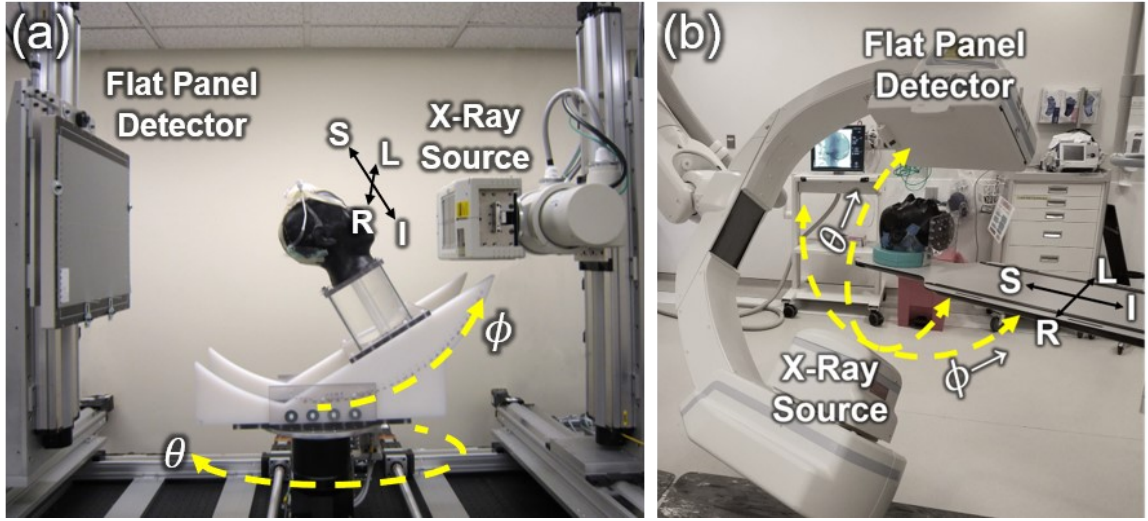 (a)
Flat Panel
Detector
X-Ray
Source
S
L
R
I
ϕ
θ
(b)
Flat Panel
Detector
θ
S
L
I
R
ϕ
X-Ray
Source